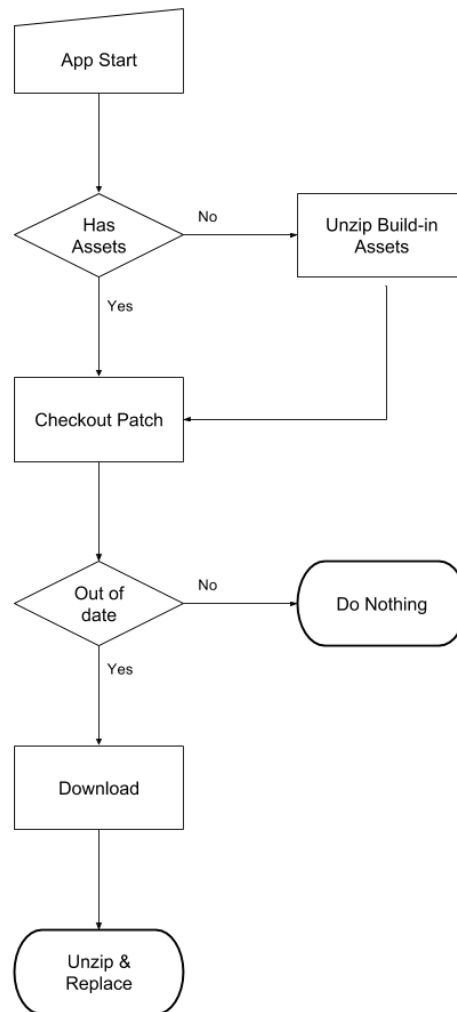 App Start
Has
Assets
No
Unzip Build-in
Assets
Yes
Checkout Patch
Out of
date
No
Do Nothing
Yes
Download
Unzip &
Replace